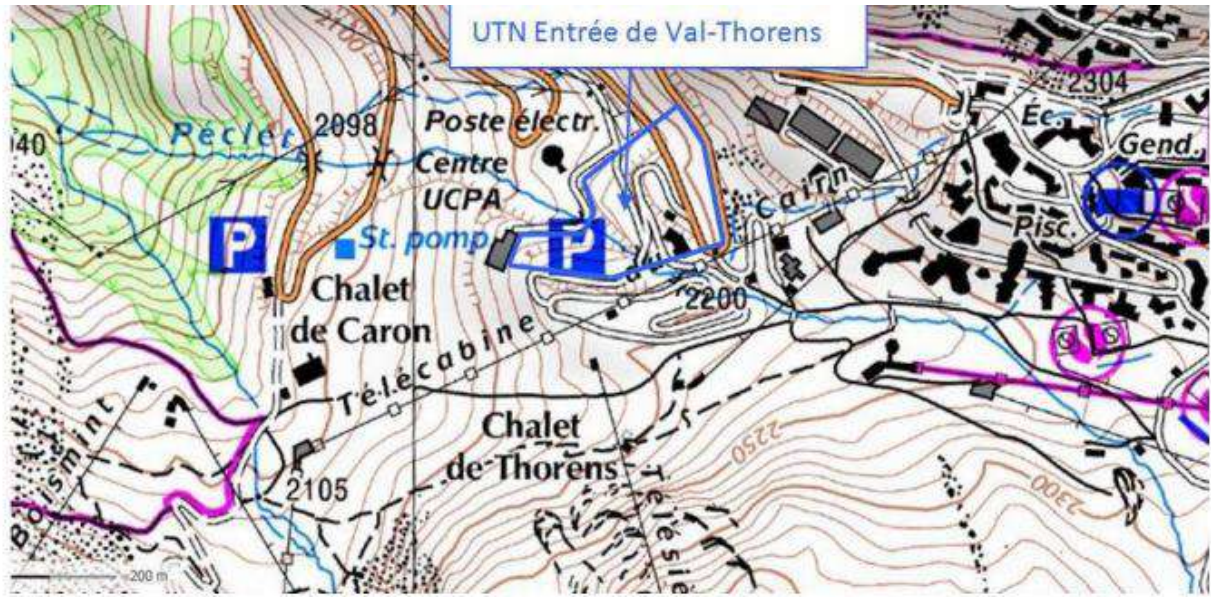 UTN Entrée de Val-Thorens
2100
2304
Péclet
2098
Poste électr.
Éc.
Gend.
Centre
UCPA
Cairn
Pisc.
P
St. pomp.
P
Chalet
de Caron
2200
Télécabine
S
S
Chalet
de Thorens
2250
2105
2300
Boismint
Télésiè
200 m